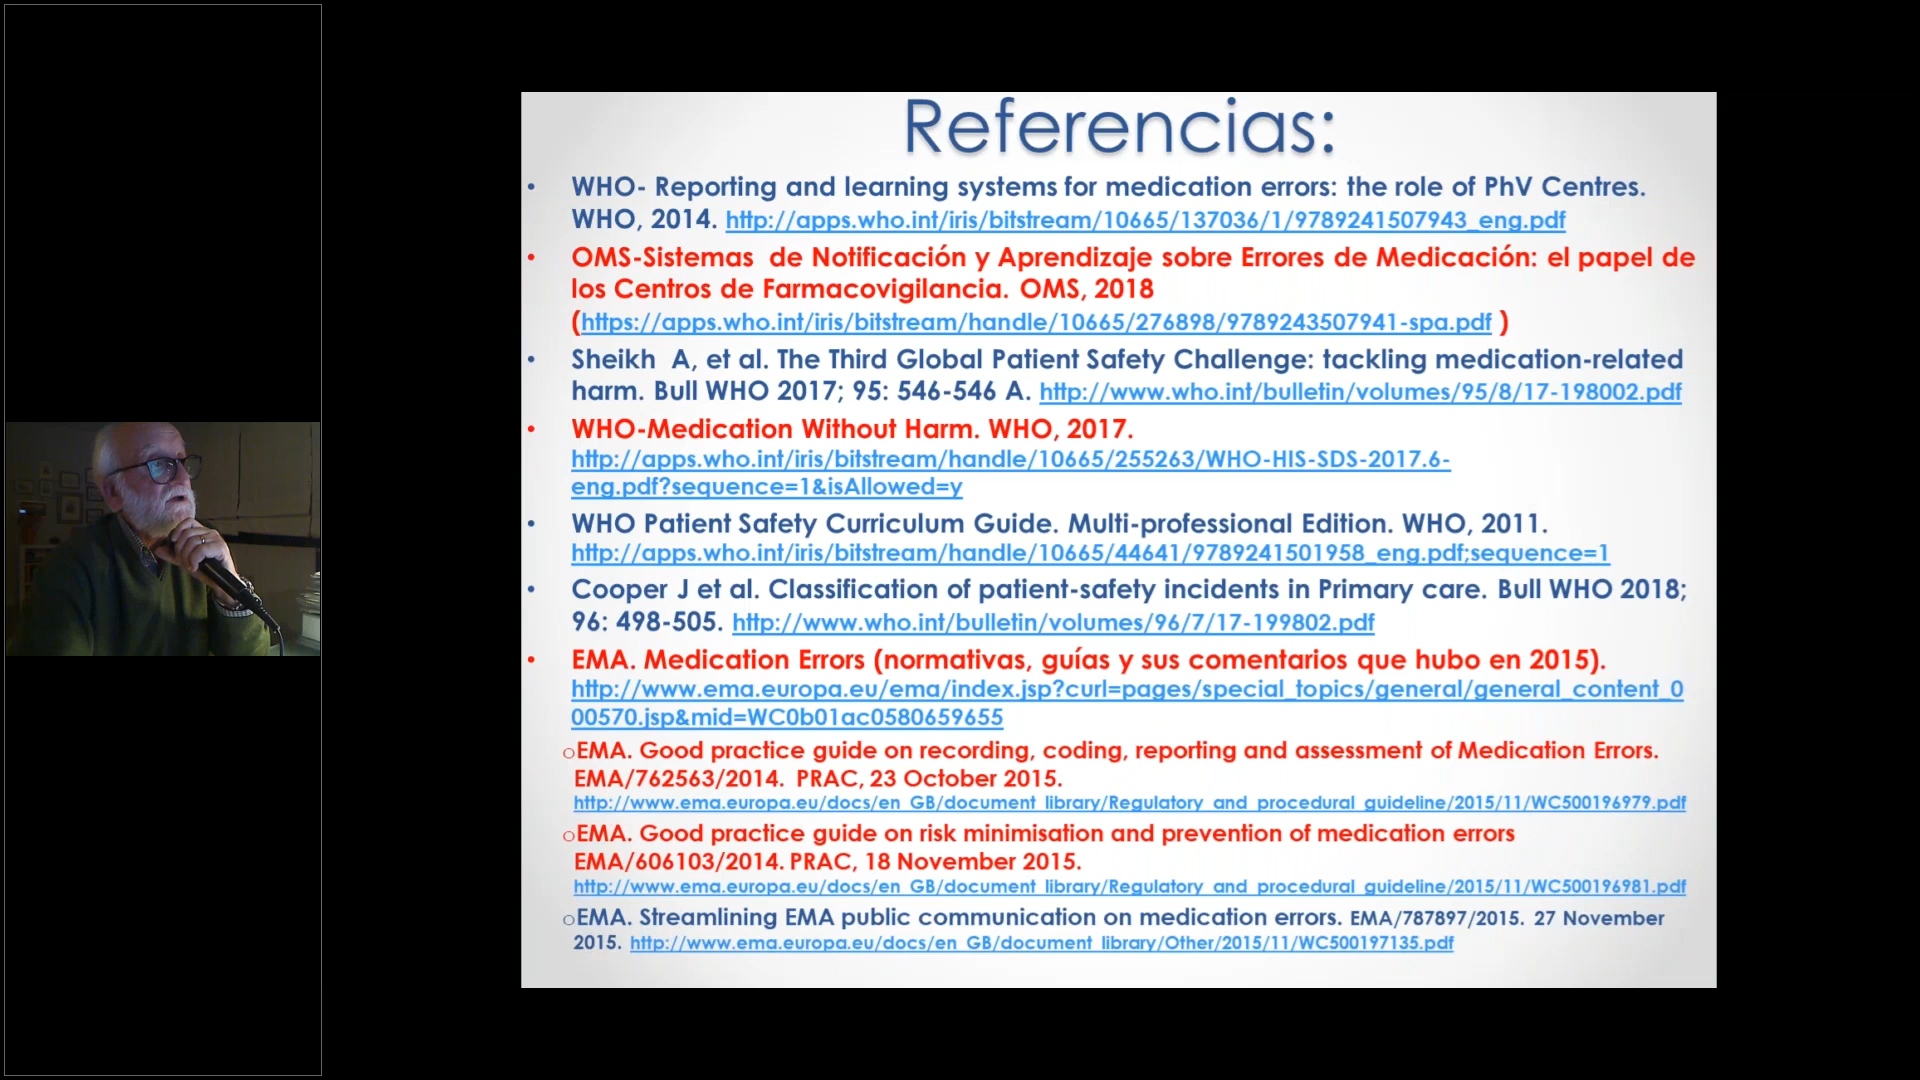 Referencias:
• WHO- Reporting and learning systems for medication errors: the role of PhV Centres.
WHO, 2014. http://apps.who.int/iris/bitstream/10665/137036/1/9789241507943_eng.pdf
• OMS-Sistemas de Notificación y Aprendizaje sobre Errores de Medicación: el papel de
los Centros de Farmacovigilancia. OMS, 2018
(https://apps.who.int/iris/bitstream/handle/10665/276898/9789243507941-spa.pdf )
• Sheikh A, et al. The Third Global Patient Safety Challenge: tackling medication-related
harm. Bull WHO 2017; 95: 546-546 A. http://www.who.int/bulletin/volumes/95/8/17-198002.pdf
• WHO-Medication Without Harm. WHO, 2017.
http://apps.who.int/iris/bitstream/handle/10665/255263/WHO-HIS-SDS-2017.6-
eng.pdf?sequence=1&isAllowed=y
• WHO Patient Safety Curriculum Guide. Multi-professional Edition. WHO, 2011.
http://apps.who.int/iris/bitstream/handle/10665/44641/9789241501958_eng.pdf;sequence=1
• Cooper J et al. Classification of patient-safety incidents in Primary care. Bull WHO 2018;
96: 498-505. http://www.who.int/bulletin/volumes/96/7/17-199802.pdf
• EMA. Medication Errors (normativas, guías y sus comentarios que hubo en 2015).
http://www.ema.europa.eu/ema/index.jsp?curl=pages/special_topics/general/general_content_0
00570.jsp&mid=WC0b01ac0580659655
○EMA. Good practice guide on recording, coding, reporting and assessment of Medication Errors.
EMA/762563/2014. PRAC, 23 October 2015.
http://www.ema.europa.eu/docs/en_GB/document_library/Regulatory_and_procedural_guideline/2015/11/WC500196979.pdf
○EMA. Good practice guide on risk minimisation and prevention of medication errors
EMA/606103/2014. PRAC, 18 November 2015.
http://www.ema.europa.eu/docs/en_GB/document_library/Regulatory_and_procedural_guideline/2015/11/WC500196981.pdf
○EMA. Streamlining EMA public communication on medication errors. EMA/787897/2015. 27 November
2015. http://www.ema.europa.eu/docs/en_GB/document_library/Other/2015/11/WC500197135.pdf